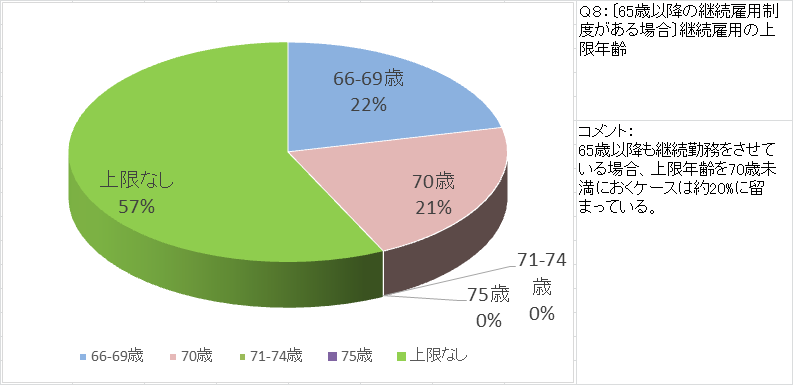 66-69歳
22%
70歳
21%
上限なし
57%
71-74
歳
0%
75歳
0%
66-69歳 70歳 71-74歳 75歳 上限なし
Q8:〔65歳以降の継続雇用制
度がある場合〕継続雇用の上
限年齢
コメント:
65歳以降も継続勤務をさせて
いる場合、上限年齢を70歳未
満におくケースは約20%に留
まっている。